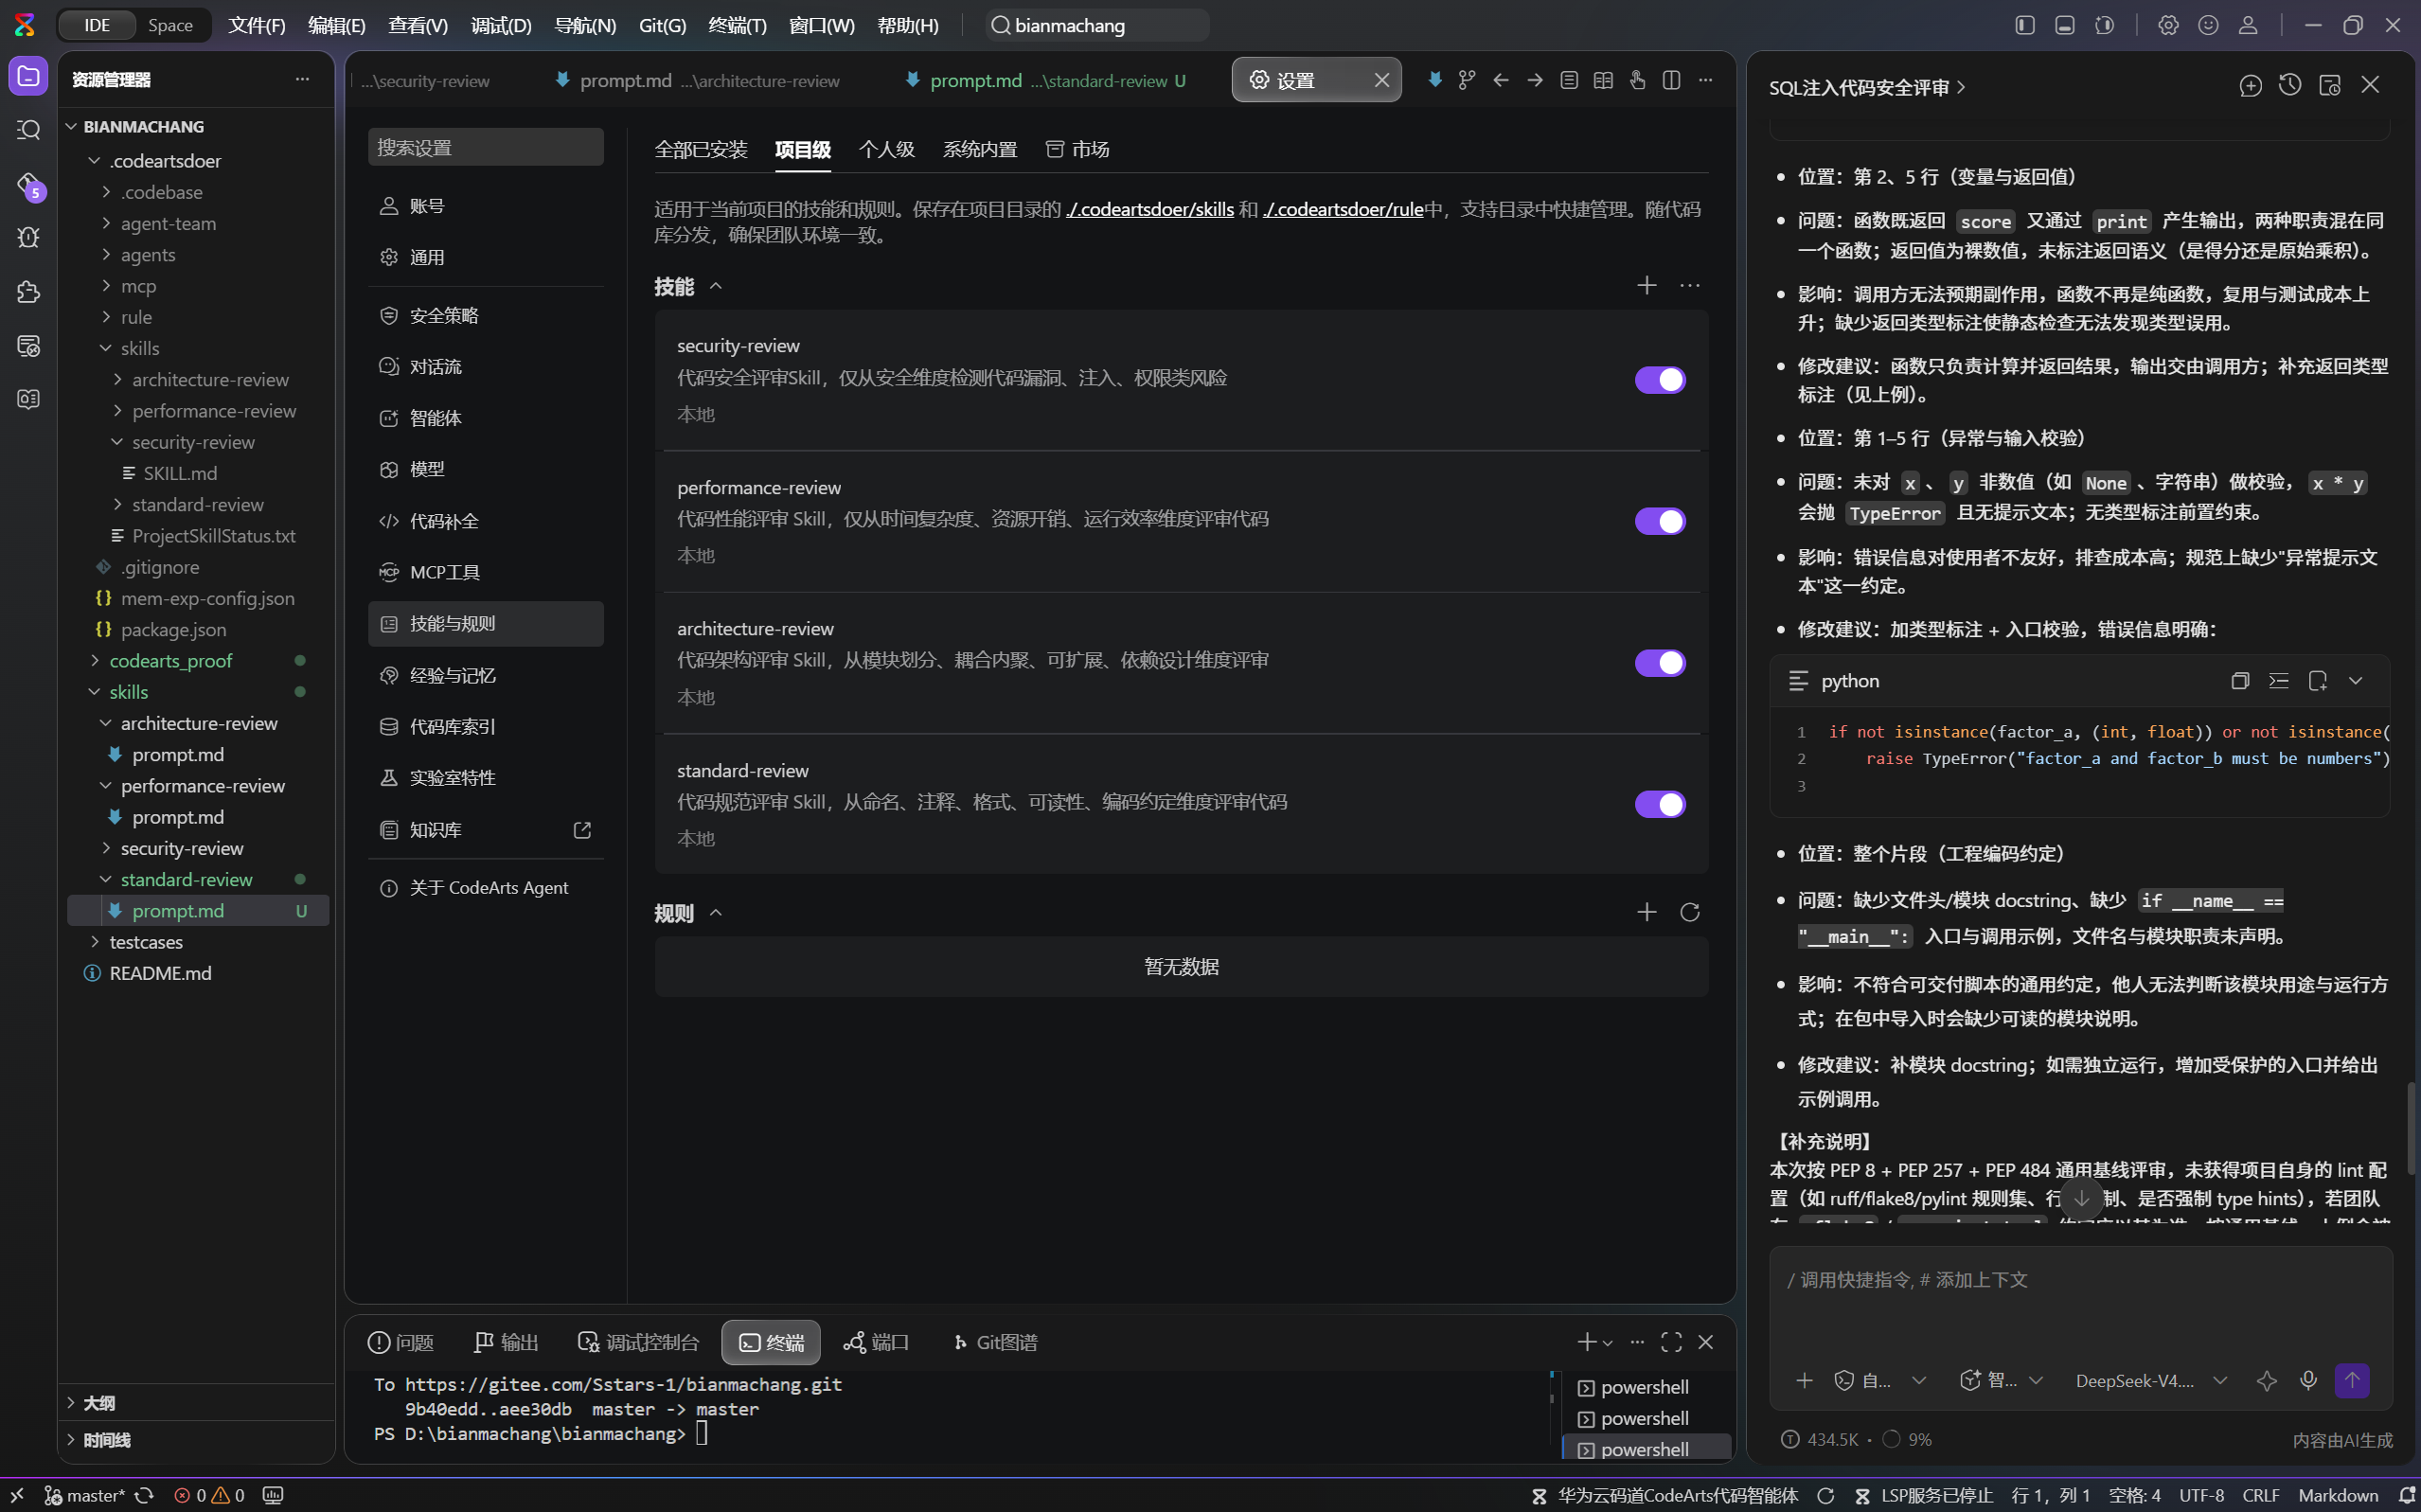 IDE Space 文件(F) 编辑(E) 查看(V) 调试(D) 导航(N) Git(G) 终端(T) 窗口(W) 帮助(H) bianmachang
资源管理器
BIANMACHANG
.codeartsdoer
.codebase
agent-team
agents
mcp
rule
skills
architecture-review
performance-review
security-review
SKILL.md
standard-review
ProjectSkillStatus.txt
.gitignore
mem-exp-config.json
package.json
codearts_proof
skills
architecture-review
prompt.md
performance-review
prompt.md
security-review
standard-review
prompt.md U
testcases
README.md
大纲
时间线
5
...\security-review prompt.md ...\architecture-review prompt.md ...\standard-review U 设置
搜索设置
账号
通用
安全策略
对话流
智能体
模型
代码补全
MCP工具
技能与规则
经验与记忆
代码库索引
实验室特性
知识库
关于 CodeArts Agent
全部已安装 项目级 个人级 系统内置 市场
适用于当前项目的技能和规则。保存在项目目录的 ./.codeartsdoer/skills 和 ./.codeartsdoer/rule中，支持目录中快捷管理。随代码
库分发，确保团队环境一致。
技能
security-review
代码安全评审Skill，仅从安全维度检测代码漏洞、注入、权限类风险
本地
performance-review
代码性能评审 Skill，仅从时间复杂度、资源开销、运行效率维度评审代码
本地
architecture-review
代码架构评审 Skill，从模块划分、耦合内聚、可扩展、依赖设计维度评审
本地
standard-review
代码规范评审 Skill，从命名、注释、格式、可读性、编码约定维度评审代码
本地
规则
暂无数据
问题 输出 调试控制台 终端 端口 Git图谱
To https://gitee.com/Sstars-1/bianmachang.git
9b40edd..aee30db master -> master
PS D:\bianmachang\bianmachang>
powershell
powershell
powershell
SQL注入代码安全评审
位置：第 2、5 行（变量与返回值）
问题：函数既返回 score 又通过 print 产生输出，两种职责混在同
一个函数；返回值为裸数值，未标注返回语义（是得分还是原始乘积）。
影响：调用方无法预期副作用，函数不再是纯函数，复用与测试成本上
升；缺少返回类型标注使静态检查无法发现类型误用。
修改建议：函数只负责计算并返回结果，输出交由调用方；补充返回类型
标注（见上例）。
位置：第 1–5 行（异常与输入校验）
问题：未对 x 、 y 非数值（如 None 、字符串）做校验， x * y
会抛 TypeError 且无提示文本；无类型标注前置约束。
影响：错误信息对使用者不友好，排查成本高；规范上缺少"异常提示文
本"这一约定。
修改建议：加类型标注 + 入口校验，错误信息明确：
python
1 if not isinstance(factor_a, (int, float)) or not isinstance(
2 raise TypeError("factor_a and factor_b must be numbers")
3
位置：整个片段（工程编码约定）
问题：缺少文件头/模块 docstring、缺少 if __name__ ==
"__main__": 入口与调用示例，文件名与模块职责未声明。
影响：不符合可交付脚本的通用约定，他人无法判断该模块用途与运行方
式；在包中导入时会缺少可读的模块说明。
修改建议：补模块 docstring；如需独立运行，增加受保护的入口并给出
示例调用。
【补充说明】
本次按 PEP 8 + PEP 257 + PEP 484 通用基线评审，未获得项目自身的 lint 配
置（如 ruff/flake8/pylint 规则集、行 制、是否强制 type hints），若团队
/ 调用快捷指令, # 添加上下文
自... 智... DeepSeek-V4....
434.5K · 9%
内容由AI生成
master* 0 0 华为云码道CodeArts代码智能体 LSP服务已停止 行 1，列 1 空格: 4 UTF-8 CRLF Markdown